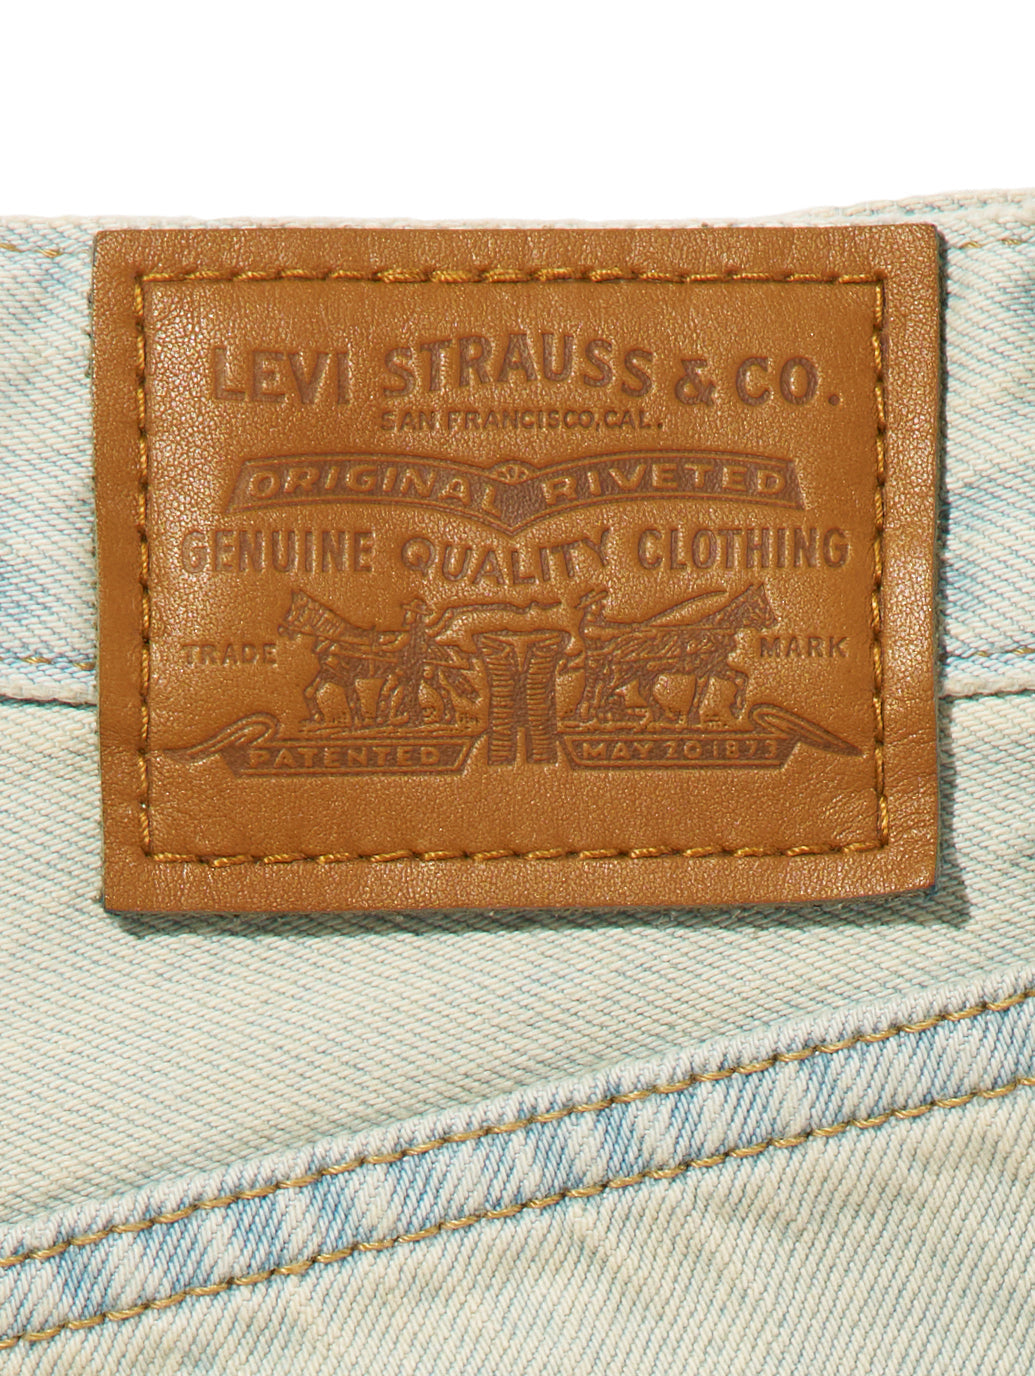 LEVI STRAUSS & CO.
SAN FRANCISCO, CAL.
ORIGINAL RIVETED
GENUINE QUALITY CLOTHING
TRADE MARK
PATENTED MAY 20 1873